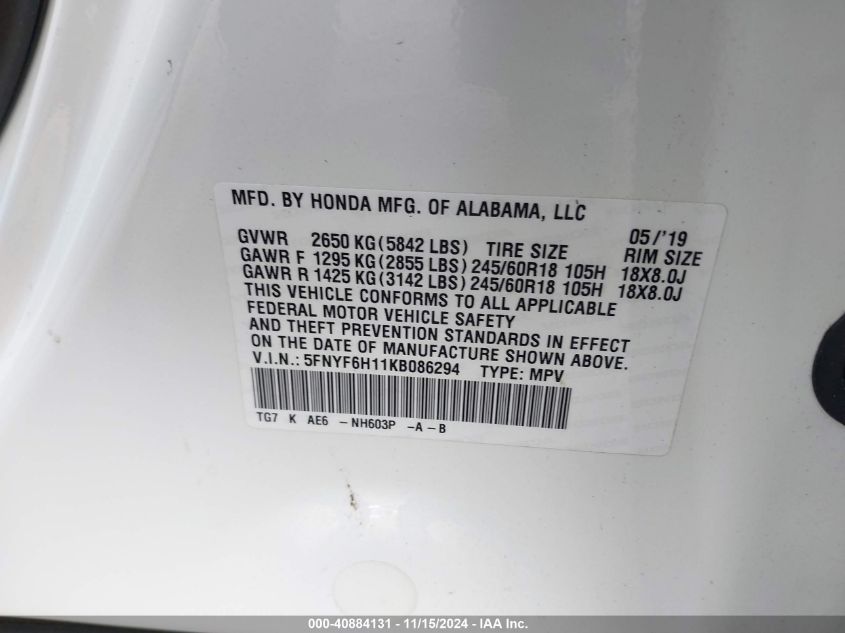 MFD. BY HONDA MFG. OF ALABAMA, LLC
05/'19
GVWR 2650 KG(5842 LBS) TIRE SIZE RIM SIZE
GAWR F 1295 KG(2855 LBS) 245/60R18 105H 18X8.0J
GAWR R 1425 KG(3142 LBS) 245/60R18 105H 18X8.0J
THIS VEHICLE CONFORMS TO ALL APPLICABLE
FEDERAL MOTOR VEHICLE SAFETY
AND THEFT PREVENTION STANDARDS IN EFFECT
ON THE DATE OF MANUFACTURE SHOWN ABOVE.
V.I.N.: 5FNYF6H11KB086294 TYPE: MPV
TG7 K AE6 -NH603P -A-B
000-40884131 - 11/15/2024 - IAA Inc.